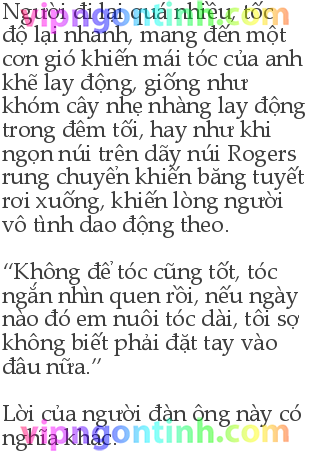 Người đi lại quá nhiều, tốc
độ lại nhanh, mang đến một
cơn gió khiến mái tóc của anh
khẽ lay động, giống như
khóm cây nhẹ nhàng lay động
trong đêm tối, hay như khi
ngọn núi trên dãy núi Rogers
rung chuyển khiến băng tuyết
rơi xuống, khiến lòng người
vô tình dao động theo.
“Không để tóc cũng tốt, tóc
ngắn nhìn quen rồi, nếu ngày
nào đó em nuôi tóc dài, tôi sợ
không biết phải đặt tay vào
đâu nữa.”
Lời của người đàn ông này có
nghĩa khác.
vipngontinh.com
vipngontinh.com